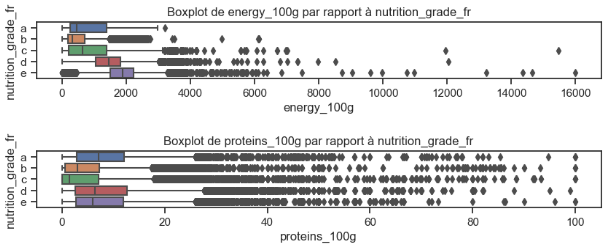 Boxplot de energy_100g par rapport à nutrition_grade_fr
nutrition_grade_fr
a
b
c
d
e
0 2000 4000 6000 8000 10000 12000 14000 16000
energy_100g
Boxplot de proteins_100g par rapport à nutrition_grade_fr
nutrition_grade_fr
a
b
c
d
e
0 20 40 60 80 100
proteins_100g